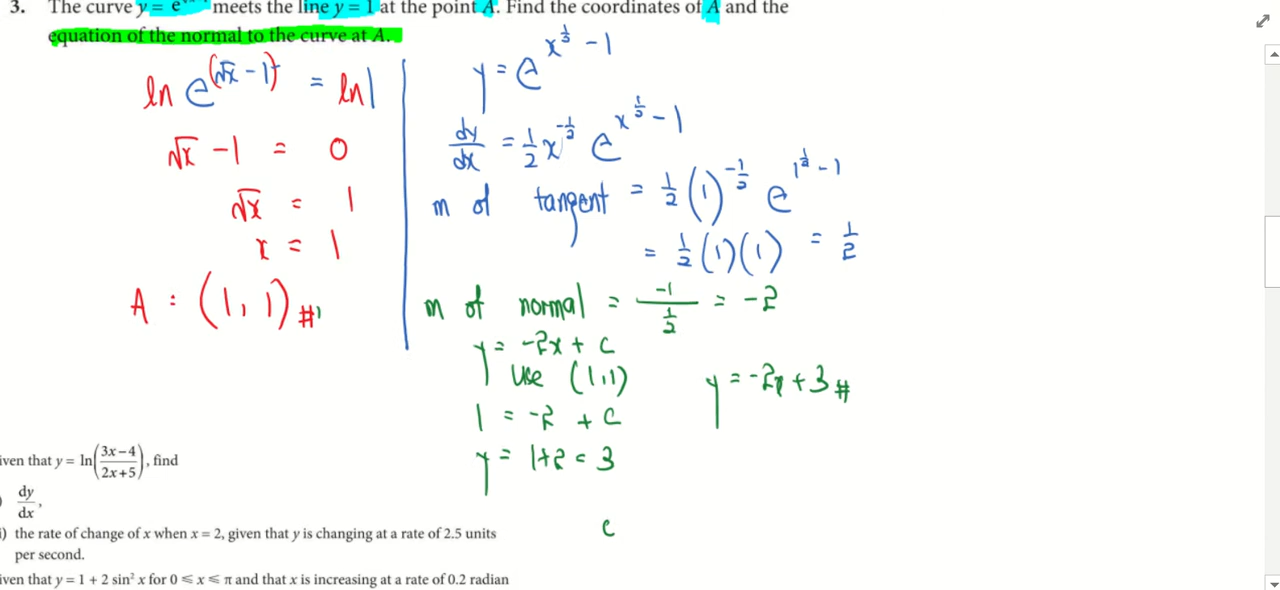 3. The curve y = e meets the line y = 1 at the point A. Find the coordinates of A and the
equation of the normal to the curve at A.
ln e^(√x - 1) = ln 1
√x - 1 = 0
√x = 1
x = 1
A : (1, 1) #
y = e^(x^(1/2) - 1)
dy/dx = 1/2 x^(-1/2) e^(x^(1/2) - 1)
m of tangent = 1/2 (1)^(-1/2) e^(1^(1/2) - 1)
= 1/2 (1)(1) = 1/2
m of normal = -1/(1/2) = -2
y = -2x + c
use (1,1)
1 = -2 + c
y = 1+2 = 3
y = -2x + 3 #
c
iven that y = ln((3x-4)/(2x+5)), find
) dy/dx,
i) the rate of change of x when x = 2, given that y is changing at a rate of 2.5 units
per second.
iven that y = 1 + 2 sin² x for 0 ⩽ x ⩽ π and that x is increasing at a rate of 0.2 radian